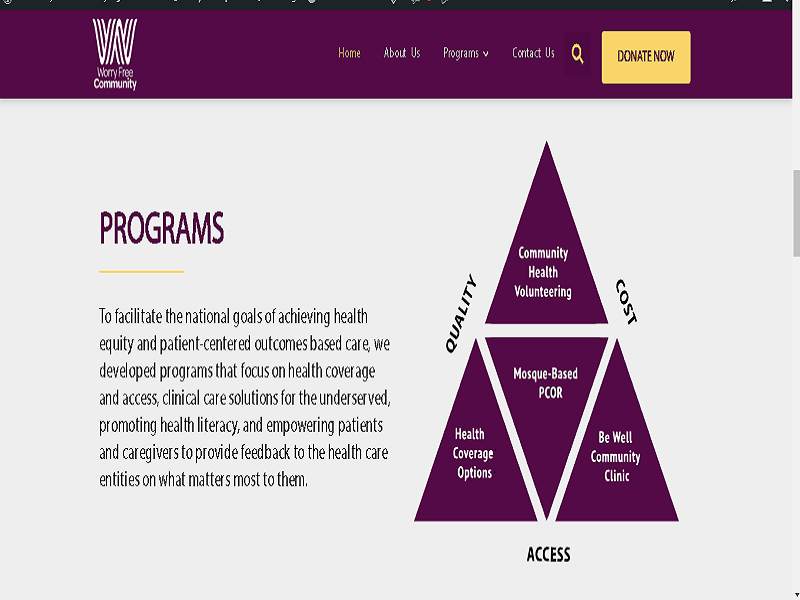 Worry Free
Community
Home
About Us
Programs
Contact Us
DONATE NOW
PROGRAMS
To facilitate the national goals of achieving health
equity and patient-centered outcomes based care, we
developed programs that focus on health coverage
and access, clinical care solutions for the underserved,
promoting health literacy, and empowering patients
and caregivers to provide feedback to the health care
entities on what matters most to them.
Community
Health
Volunteering
QUALITY
COST
Mosque-Based
PCOR
Health
Coverage
Options
Be Well
Community
Clinic
ACCESS